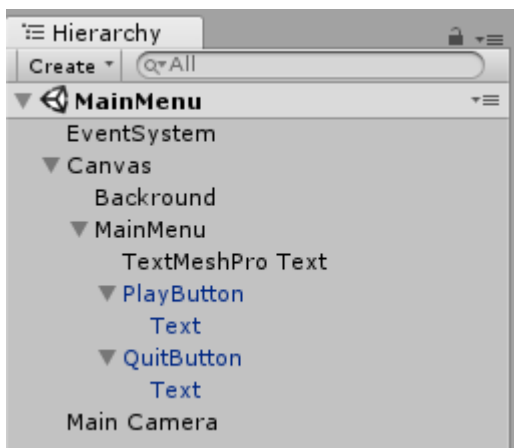 Hierarchy
Create All
MainMenu
EventSystem
Canvas
Backround
MainMenu
TextMeshPro Text
PlayButton
Text
QuitButton
Text
Main Camera